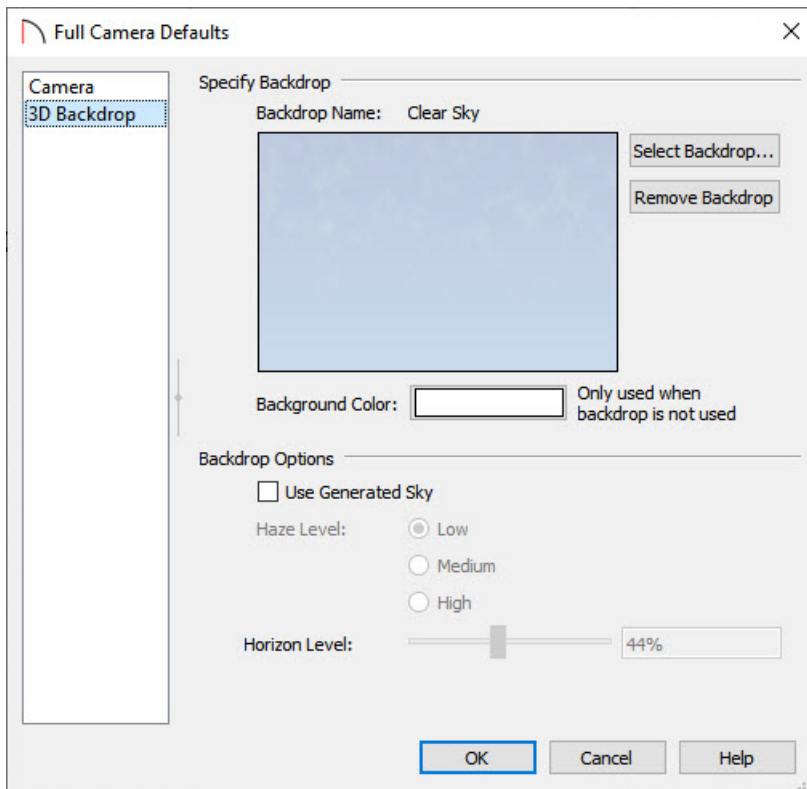 Full Camera Defaults
Camera
3D Backdrop
Specify Backdrop
Backdrop Name: Clear Sky
Select Backdrop...
Remove Backdrop
Background Color:
Only used when
backdrop is not used
Backdrop Options
Use Generated Sky
Haze Level:
Low
Medium
High
Horizon Level:
44%
OK
Cancel
Help